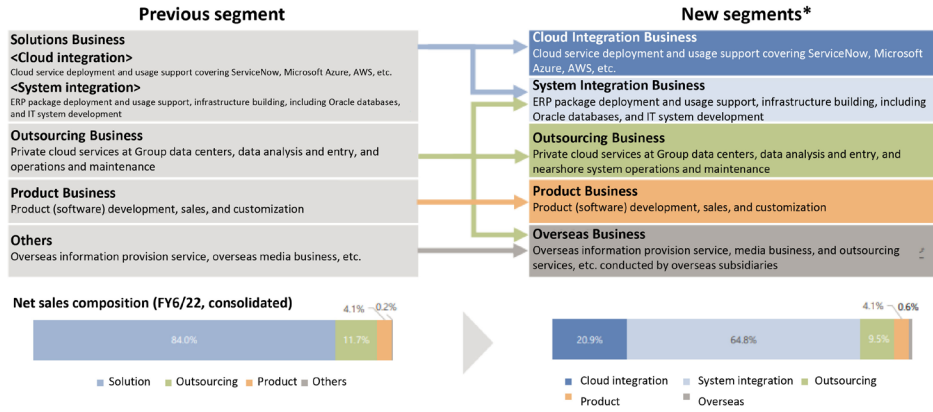 Previous segment
Solutions Business
<Cloud integration>
Cloud service deployment and usage support covering ServiceNow, Microsoft Azure, AWS, etc.
<System integration>
ERP package deployment and usage support, infrastructure building, including Oracle databases,
and IT system development
Outsourcing Business
Private cloud services at Group data centers, data analysis and entry, and
operations and maintenance
Product Business
Product (software) development, sales, and customization
Others
Overseas information provision service, overseas media business, etc.
New segments*
Cloud Integration Business
Cloud service deployment and usage support covering ServiceNow, Microsoft
Azure, AWS, etc.
System Integration Business
ERP package deployment and usage support, infrastructure building, including
Oracle databases, and IT system development
Outsourcing Business
Private cloud services at Group data centers, data analysis and entry, and
nearshore system operations and maintenance
Product Business
Product (software) development, sales, and customization
Overseas Business
Overseas information provision service, media business, and outsourcing
services, etc. conducted by overseas subsidiaries
Net sales composition (FY6/22, consolidated)
4.1% 0.2%
84.0% 11.7%
Solution Outsourcing Product Others
4.1% 0.6%
20.9% 64.8% 9.5%
Cloud integration System integration Outsourcing
Product Overseas